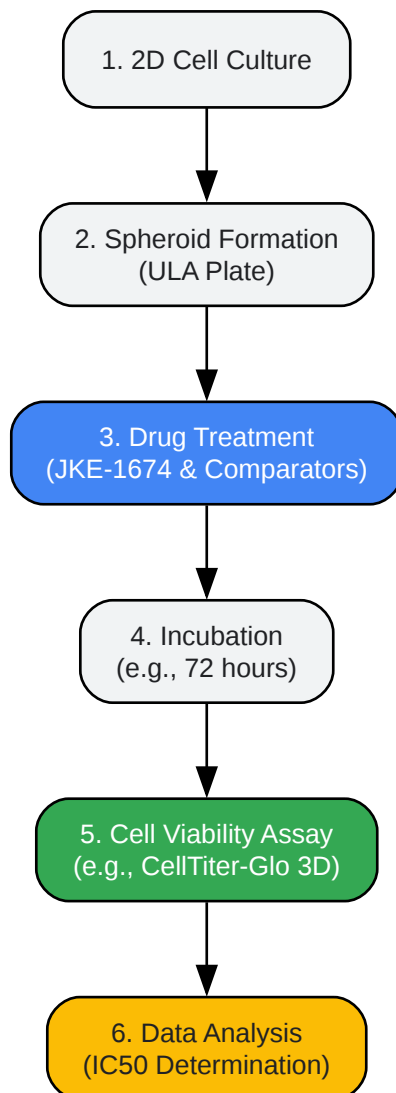 1. 2D Cell Culture
2. Spheroid Formation
(ULA Plate)
3. Drug Treatment
(JKE-1674 & Comparators)
4. Incubation
(e.g., 72 hours)
5. Cell Viability Assay
(e.g., CellTiter-Glo 3D)
6. Data Analysis
(IC50 Determination)